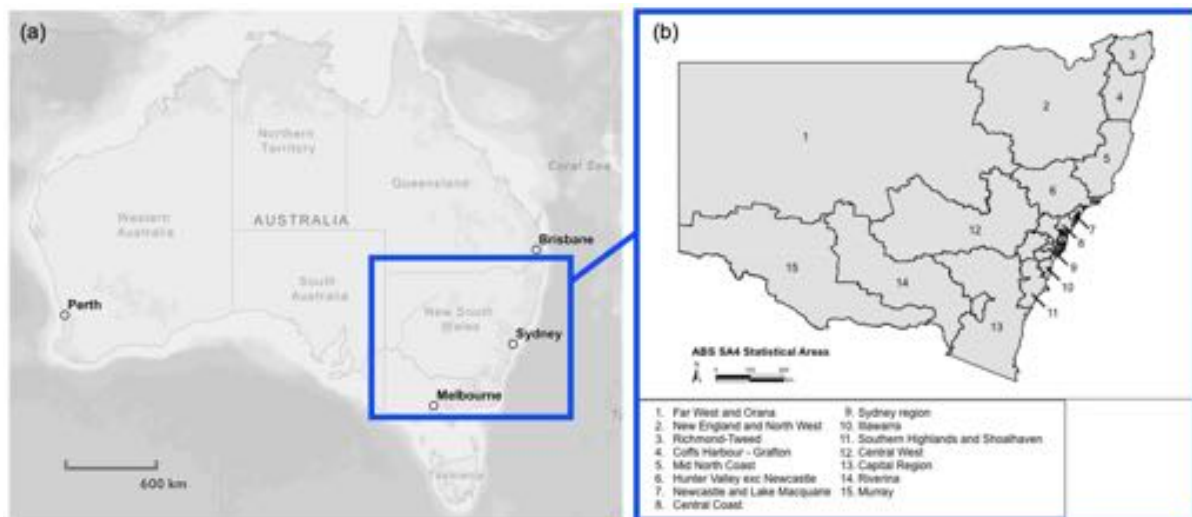 (a)
Northern
Territory
Coral Sea
Queensland
Western
Australia
AUSTRALIA
Brisbane
South
Australia
Perth
New South
Wales
Sydney
Melbourne
Tasmania
600 km
(b)
3
2
4
1
5
6
7
12
8
9
15
10
14
11
13
ABS SA4 Statistical Areas
1. Far West and Orana
2. New England and North West
3. Richmond-Tweed
4. Coffs Harbour - Grafton
5. Mid North Coast
6. Hunter Valley exc Newcastle
7. Newcastle and Lake Macquarie
8. Central Coast
9. Sydney region
10. Illawarra
11. Southern Highlands and Shoalhaven
12. Central West
13. Capital Region
14. Riverina
15. Murray